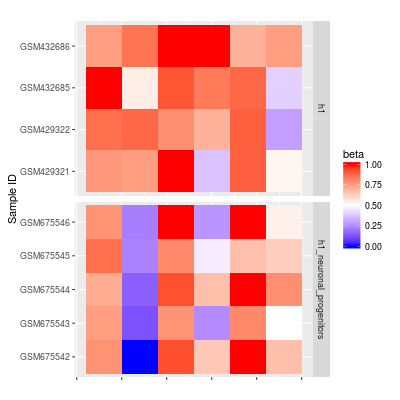 GSM432686
GSM432685
GSM429322
GSM429321
h1
GSM675546
GSM675545
GSM675544
GSM675543
GSM675542
h1_neuronal_progenitors
Sample ID
beta
1.00
0.75
0.50
0.25
0.00